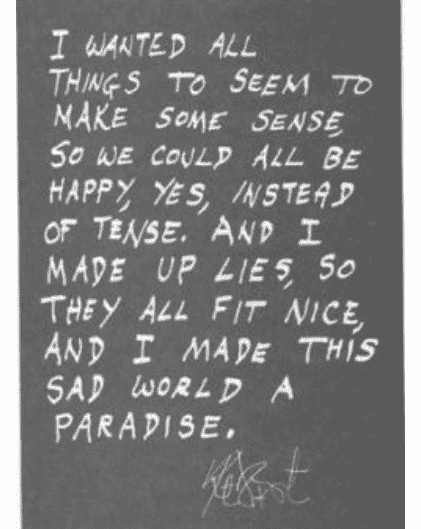 I WANTED ALL
THINGS TO SEEM TO
MAKE SOME SENSE,
SO WE COULD ALL BE
HAPPY, YES, INSTEAD
OF TENSE. AND I
MADE UP LIES, SO
THEY ALL FIT NICE,
AND I MADE THIS
SAD WORLD A
PARADISE.